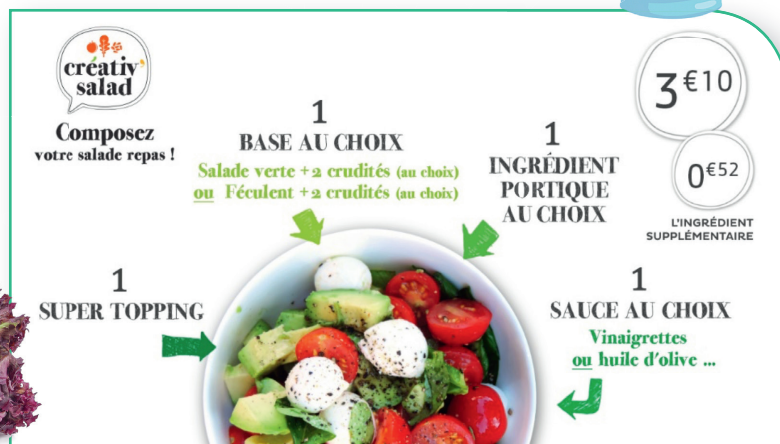 créativ'
salad
Composez
votre salade repas !
1
BASE AU CHOIX
Salade verte +2 crudités (au choix)
ou Féculent +2 crudités (au choix)
1
INGRÉDIENT
PORTIQUE
AU CHOIX
3€10
0€52
L'INGRÉDIENT
SUPPLÉMENTAIRE
1
SUPER TOPPING
1
SAUCE AU CHOIX
Vinaigrettes
ou huile d'olive ...